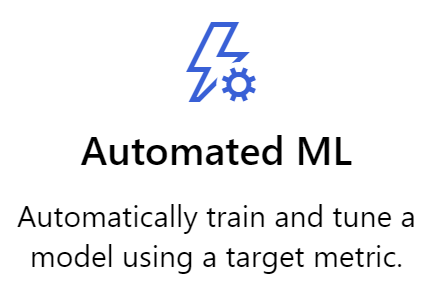 Automated ML
Automatically train and tune a
model using a target metric.